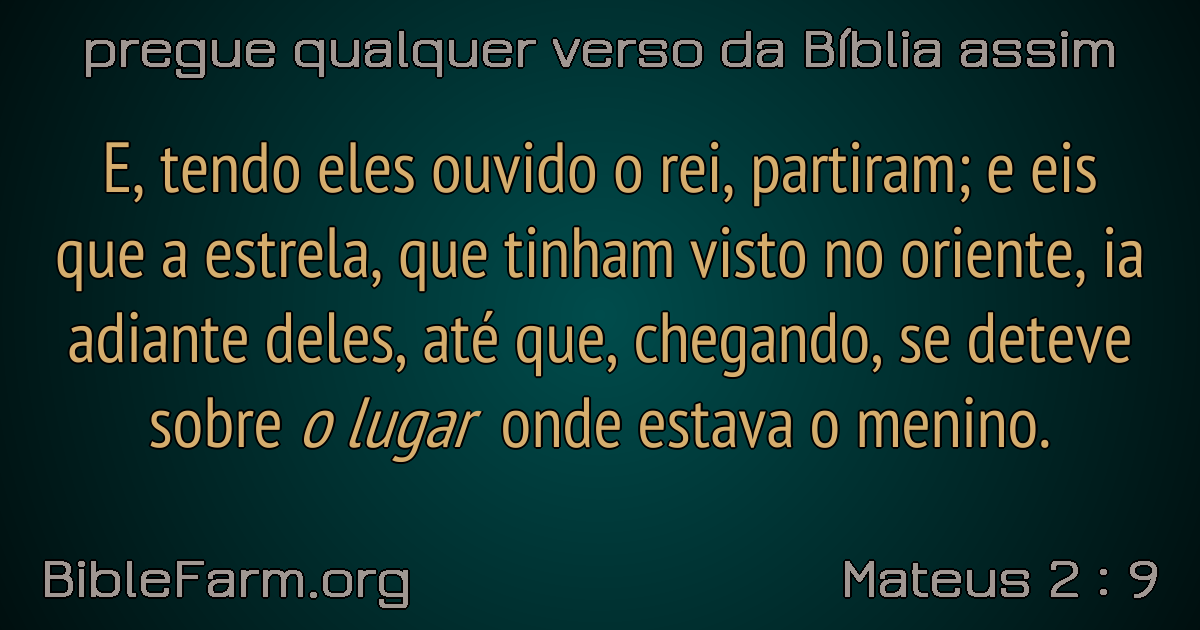 pregue qualquer verso da Bíblia assim
E, tendo eles ouvido o rei, partiram; e eis
que a estrela, que tinham visto no oriente, ia
adiante deles, até que, chegando, se deteve
sobre o lugar onde estava o menino.
BibleFarm.org
Mateus 2 : 9